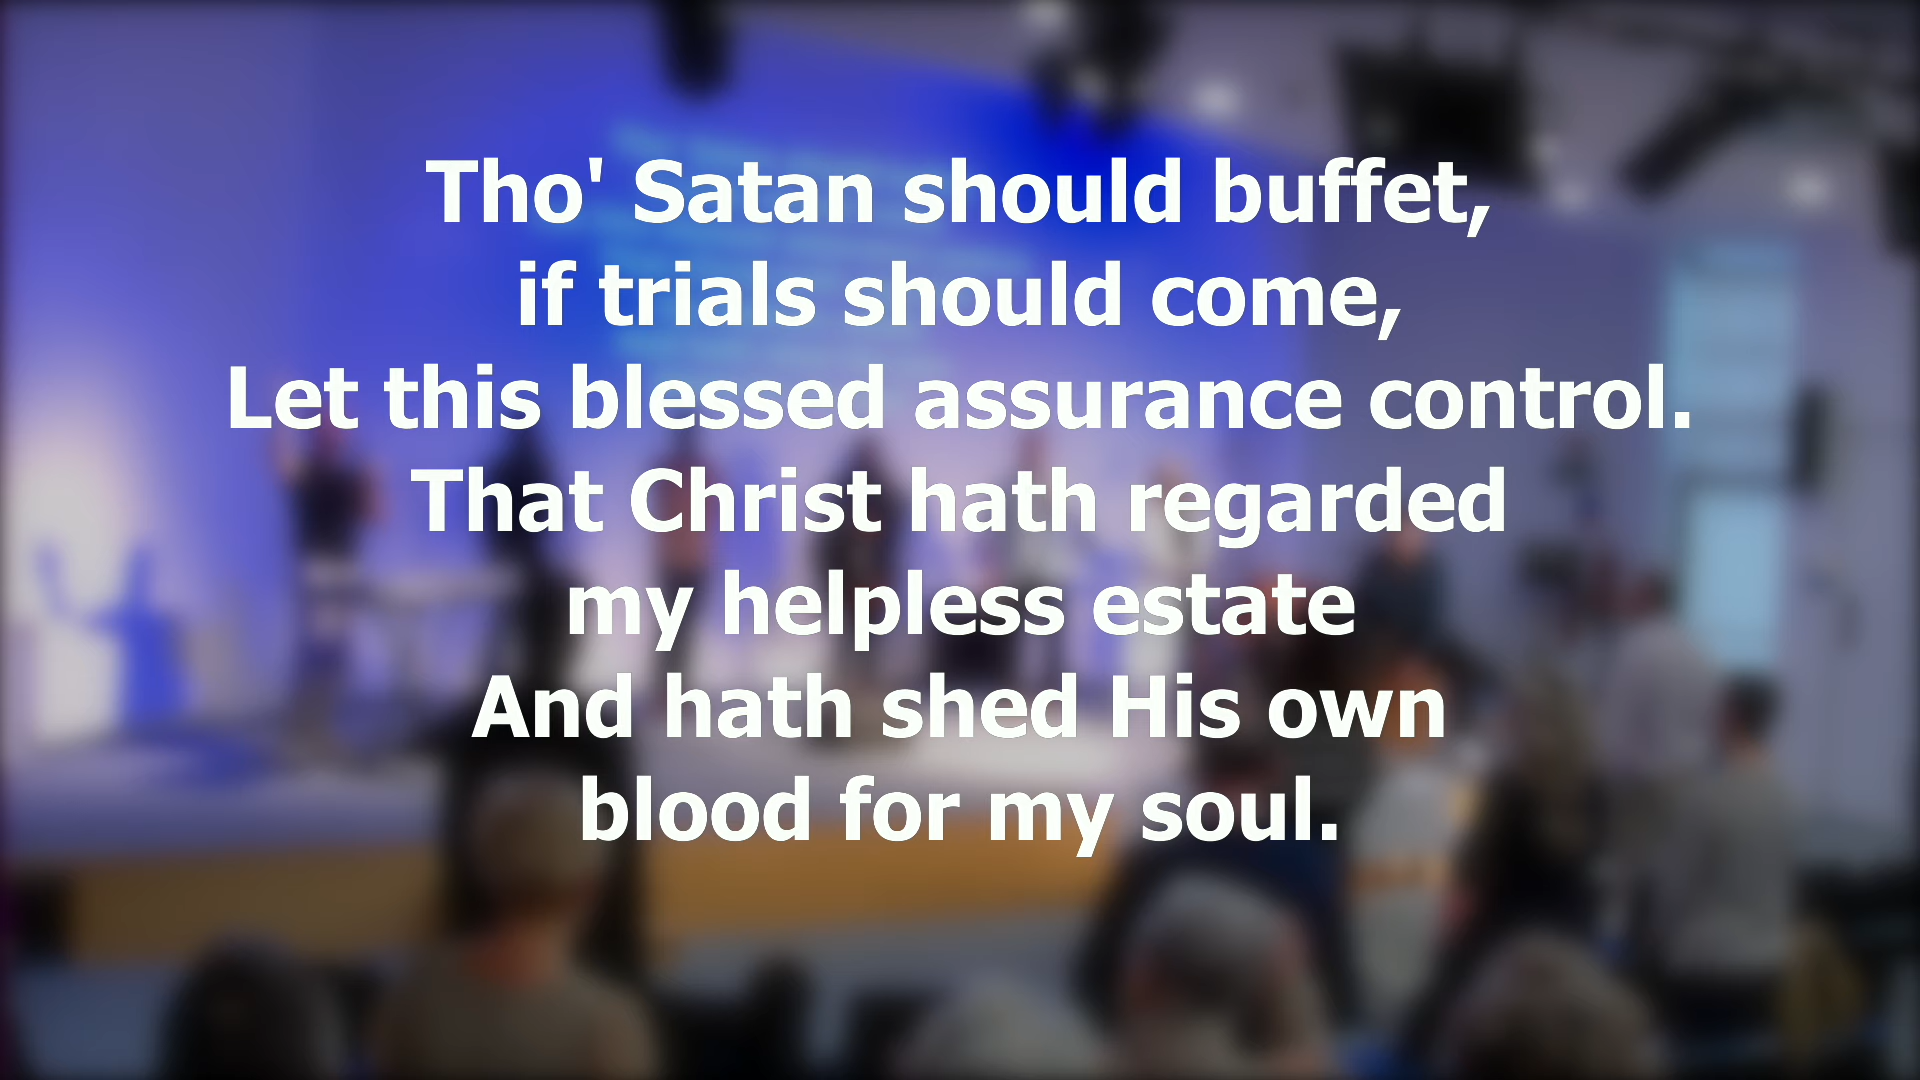 Tho' Satan should buffet,
if trials should come,
Let this blessed assurance control.
That Christ hath regarded
my helpless estate
And hath shed His own
blood for my soul.